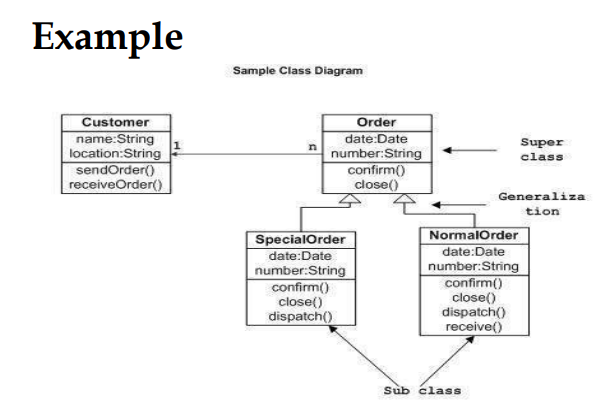 Example
Sample Class Diagram
Customer
name:String
location:String
sendOrder()
receiveOrder()
1
n
Order
date:Date
number:String
confirm()
close()
Super
class
Generaliza
tion
SpecialOrder
date:Date
number:String
confirm()
close()
dispatch()
NormalOrder
date:Date
number:String
confirm()
close()
dispatch()
receive()
Sub class